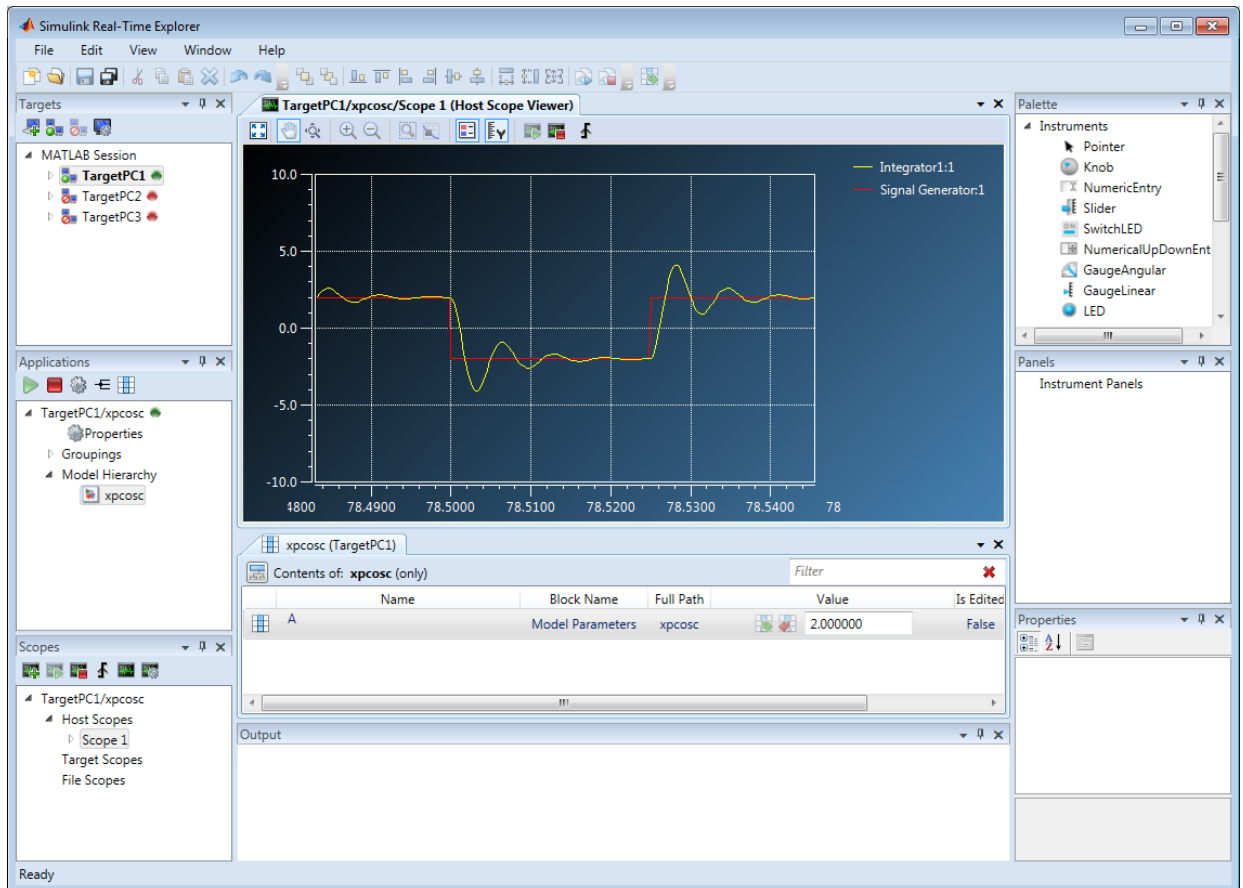 Simulink Real-Time Explorer
File Edit View Window Help
Targets
MATLAB Session
TargetPC1
TargetPC2
TargetPC3
Applications
TargetPC1/xpcosc
Properties
Groupings
Model Hierarchy
xpcosc
Scopes
TargetPC1/xpcosc
Host Scopes
Scope 1
Target Scopes
File Scopes
TargetPC1/xpcosc/Scope 1 (Host Scope Viewer)
Integrator1:1
Signal Generator:1
10.0
5.0
0.0
-5.0
-10.0
4800 78.4900 78.5000 78.5100 78.5200 78.5300 78.5400 78
xpcosc (TargetPC1)
Contents of: xpcosc (only) Filter
Name Block Name Full Path Value Is Edited
A Model Parameters xpcosc 2.000000 False
Output
Palette
Instruments
Pointer
Knob
NumericEntry
Slider
SwitchLED
NumericalUpDownEnt
GaugeAngular
GaugeLinear
LED
Panels
Instrument Panels
Properties
Ready